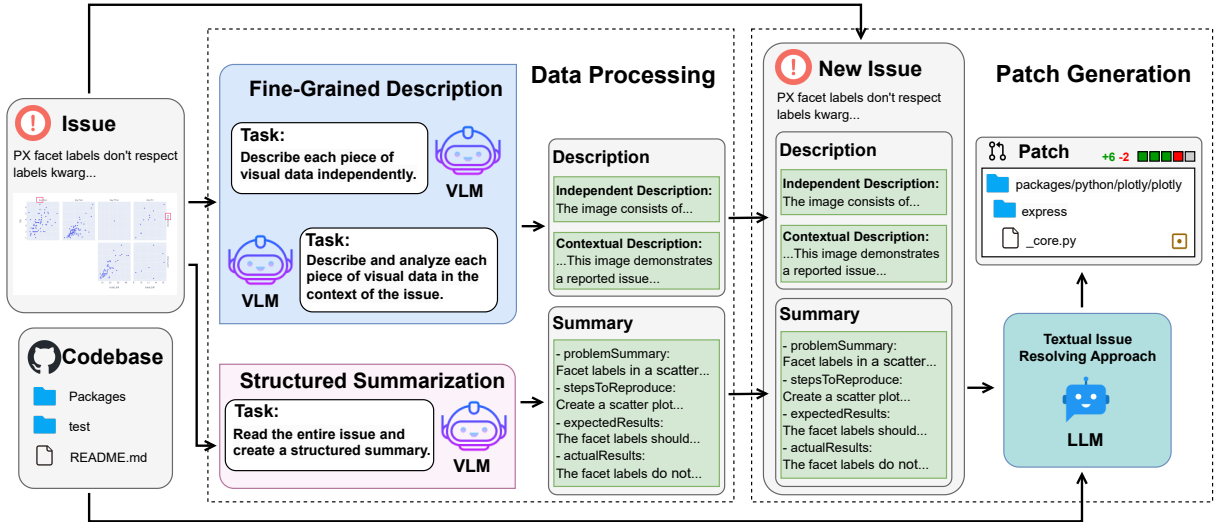 Issue
PX facet labels don't respect
labels kwarg...
Codebase
Packages
test
README.md
Data Processing
Fine-Grained Description
Task:
Describe each piece of
visual data independently.
VLM
Task:
Describe and analyze each
piece of visual data in the
context of the issue.
VLM
Structured Summarization
Task:
Read the entire issue and
create a structured summary.
VLM
Description
Independent Description:
The image consists of...
Contextual Description:
...This image demonstrates
a reported issue...
Summary
- problemSummary:
Facet labels in a scatter...
- stepsToReproduce:
Create a scatter plot...
- expectedResults:
The facet labels should...
- actualResults:
The facet labels do not...
Patch Generation
New Issue
PX facet labels don't respect
labels kwarg...
Description
Independent Description:
The image consists of...
Contextual Description:
...This image demonstrates
a reported issue...
Summary
- problemSummary:
Facet labels in a scatter...
- stepsToReproduce:
Create a scatter plot...
- expectedResults:
The facet labels should...
- actualResults:
The facet labels do not...
Patch
+6 -2
packages/python/plotly/plotly
express
_core.py
Textual Issue
Resolving Approach
LLM